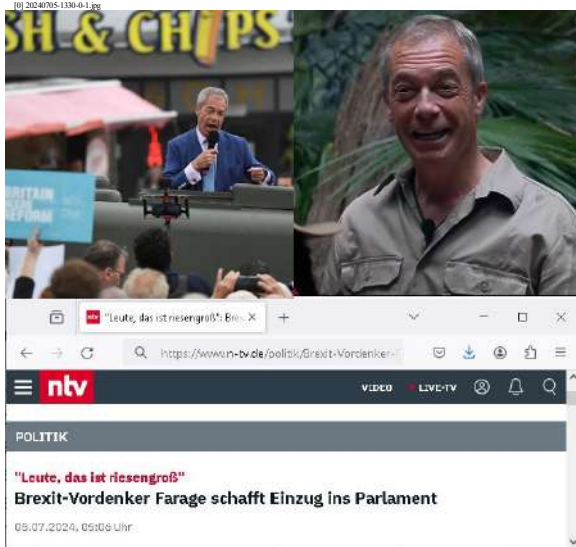 [0] 20240705-1330-0-1.jpg
SH & CHIPS
BRITAIN
REFORM
"Leute, das ist riesengroß": Brex
https://www.n-tv.de/politik/Brexit-Vordenker-F
ntv
VIDEO
LIVE-TV
POLITIK
"Leute, das ist riesengroß"
Brexit-Vordenker Farage schafft Einzug ins Parlament
05.07.2024, 05:06 Uhr